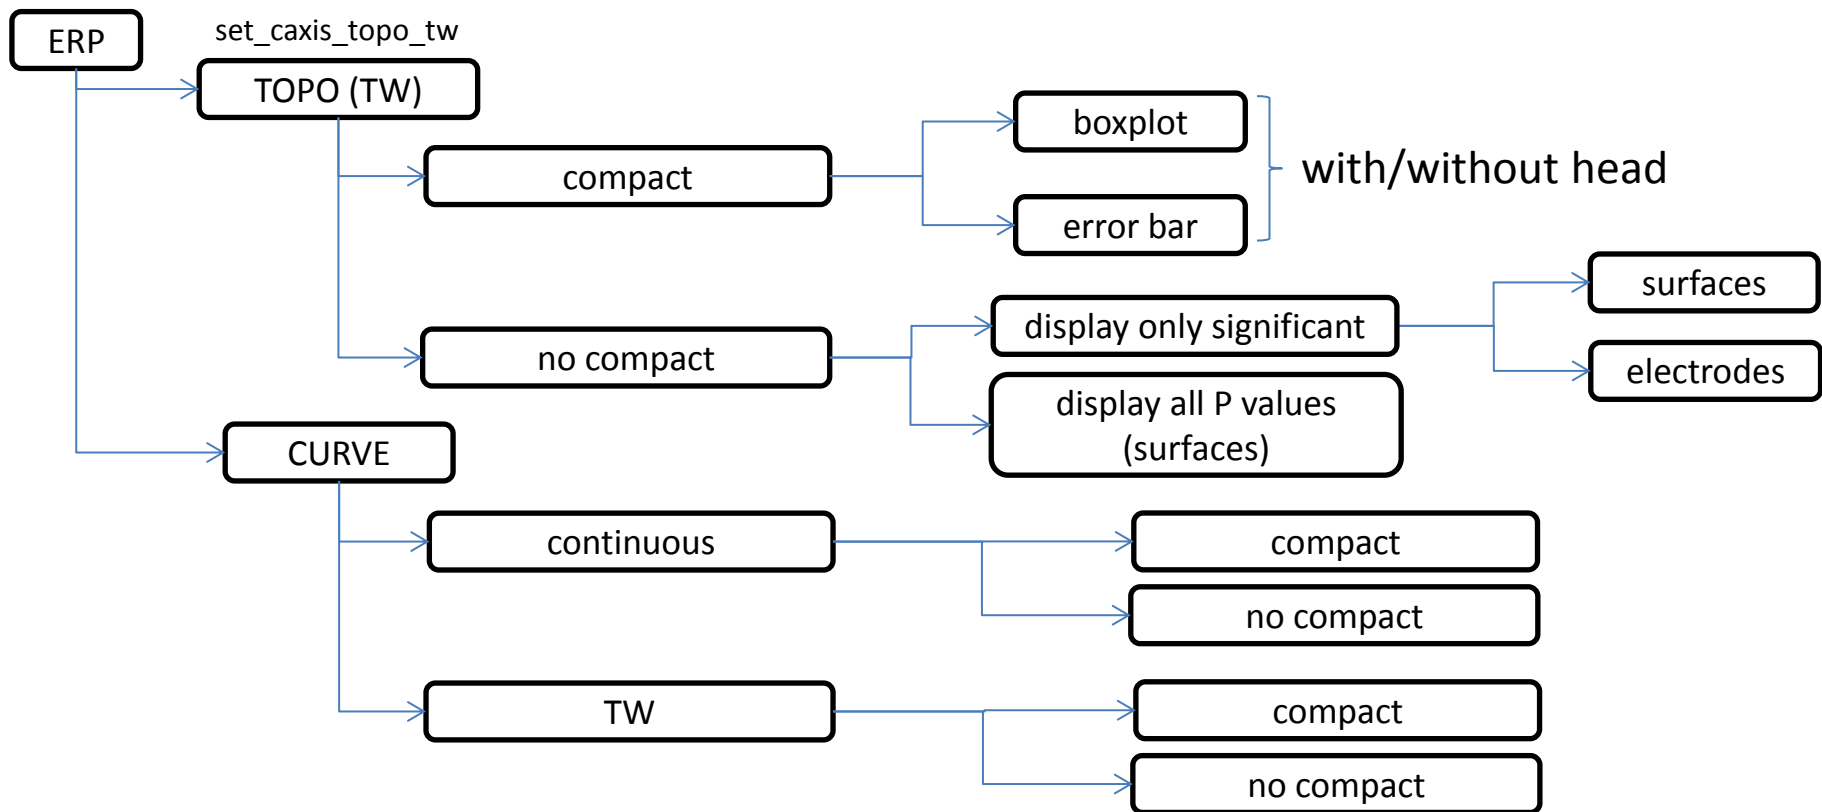 ERP
set_caxis_topo_tw
TOPO (TW)
boxplot
compact
with/without head
error bar
surfaces
display only significant
no compact
electrodes
display all P values
(surfaces)
CURVE
continuous
compact
no compact
TW
compact
no compact